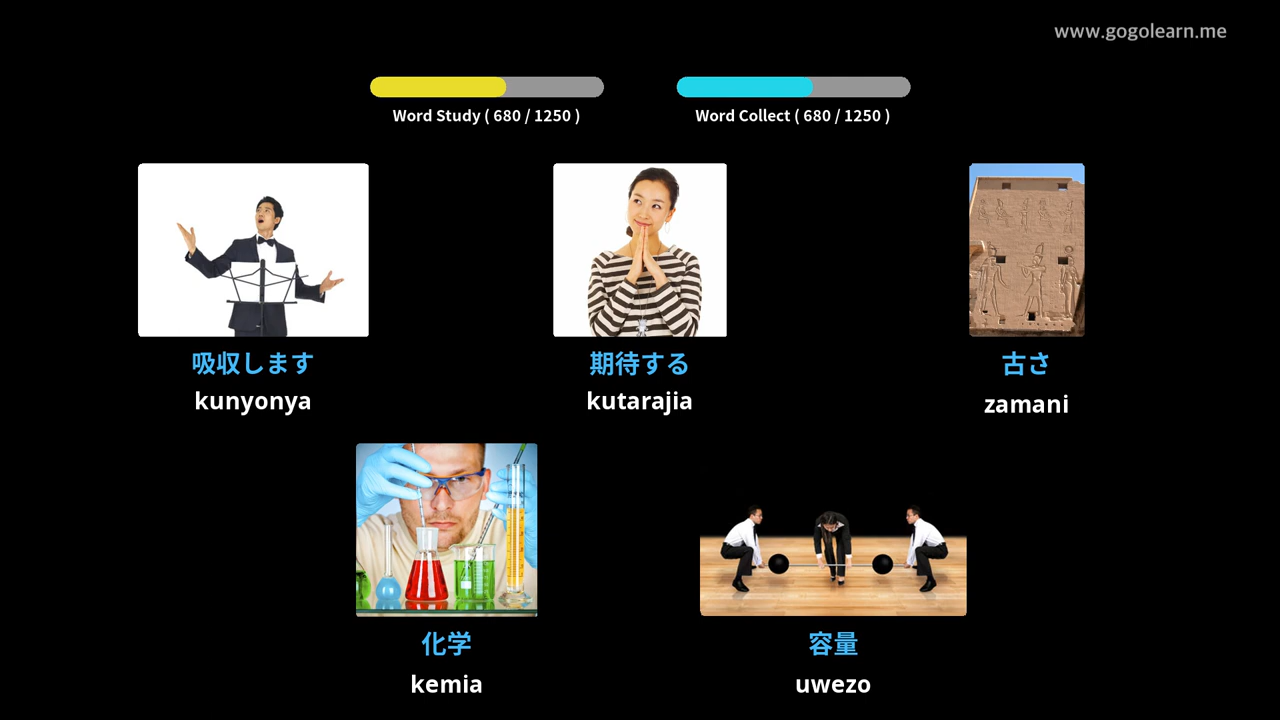 www.gogolearn.me
Word Study ( 680 / 1250 )
Word Collect ( 680 / 1250 )
吸収します
kunyonya
期待する
kutarajia
古さ
zamani
化学
kemia
容量
uwezo